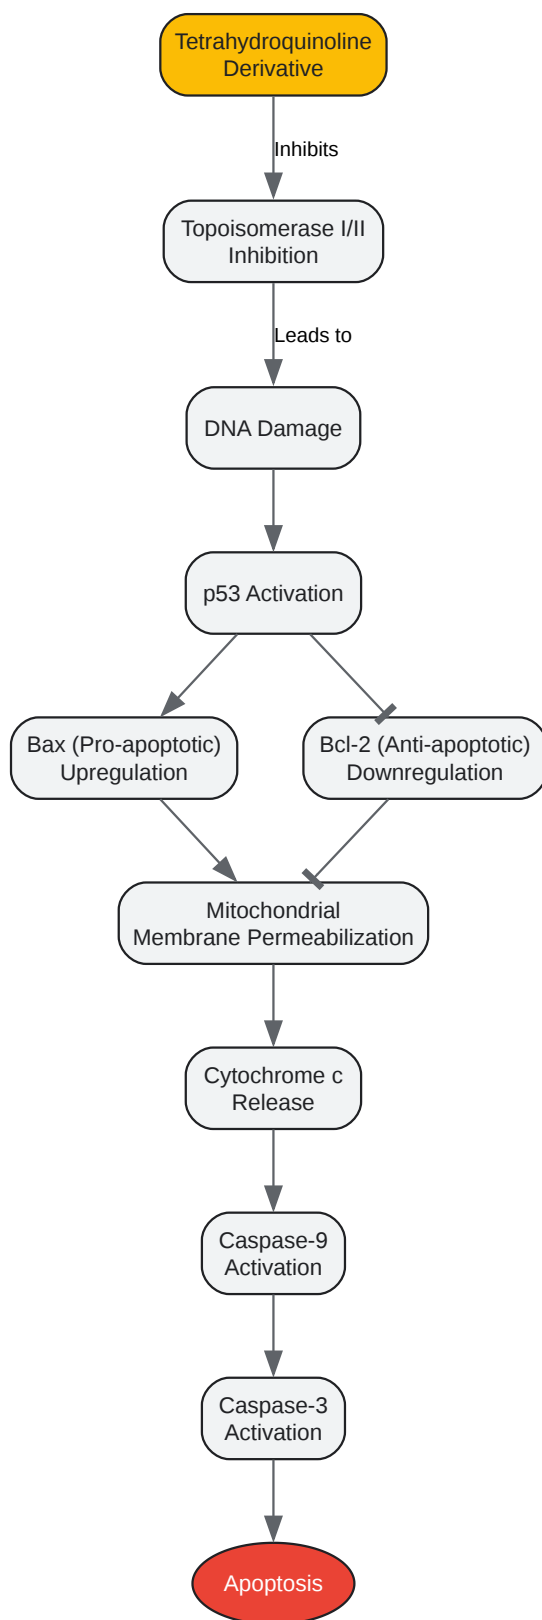 Tetrahydroquinoline
Derivative
Inhibits
Topoisomerase I/II
Inhibition
Leads to
DNA Damage
p53 Activation
Bax (Pro-apoptotic)
Upregulation
Bcl-2 (Anti-apoptotic)
Downregulation
Mitochondrial
Membrane Permeabilization
Cytochrome c
Release
Caspase-9
Activation
Caspase-3
Activation
Apoptosis